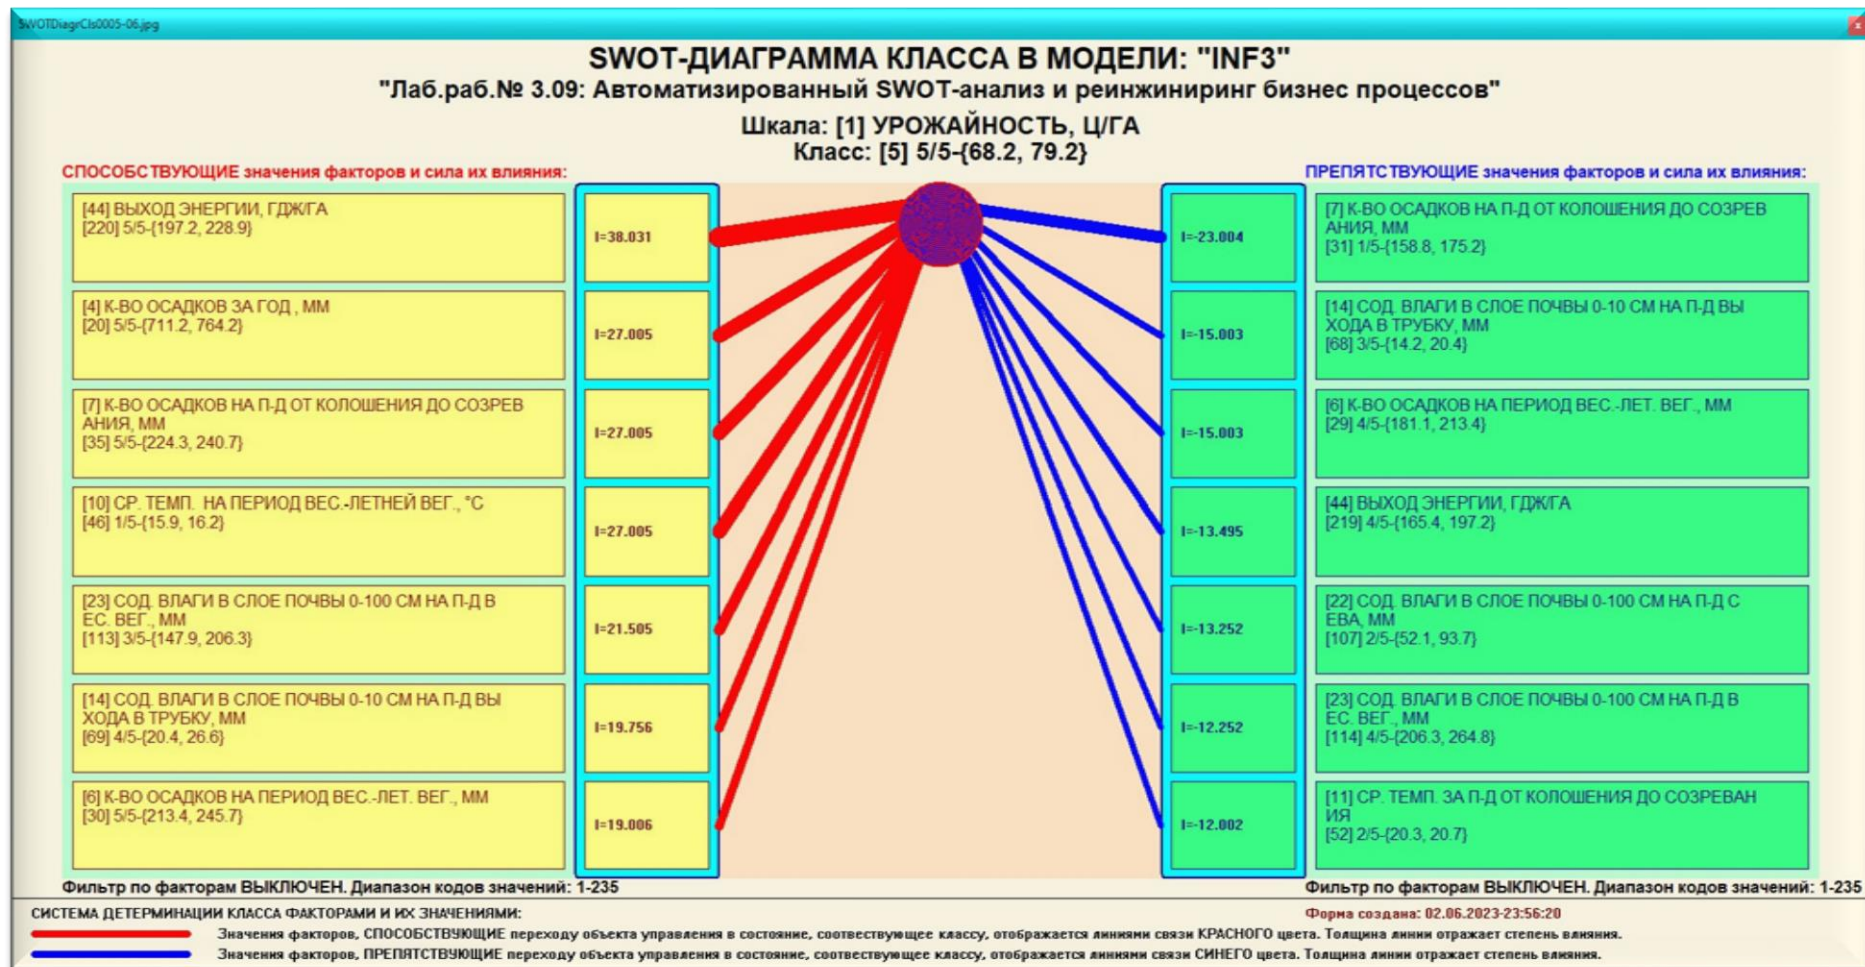 SWOTDiagrCls0005-06.jpg
SWOT-ДИАГРАММА КЛАССА В МОДЕЛИ: "INF3"
"Лаб.раб.№ 3.09: Автоматизированный SWOT-анализ и реинжиниринг бизнес процессов"
Шкала: [1] УРОЖАЙНОСТЬ, Ц/ГА
Класс: [5] 5/5-{68.2, 79.2}
СПОСОБСТВУЮЩИЕ значения факторов и сила их влияния:
[44] ВЫХОД ЭНЕРГИИ, ГДЖ/ГА
[220] 5/5-{197.2, 228.9}
I=38.031
[4] К-ВО ОСАДКОВ ЗА ГОД , ММ
[20] 5/5-{711.2, 764.2}
I=27.005
[7] К-ВО ОСАДКОВ НА П-Д ОТ КОЛОШЕНИЯ ДО СОЗРЕВ
АНИЯ, ММ
[35] 5/5-{224.3, 240.7}
I=27.005
[10] СР. ТЕМП.  НА ПЕРИОД ВЕС.-ЛЕТНЕЙ ВЕГ., °С
[46] 1/5-{15.9, 16.2}
I=27.005
[23] СОД. ВЛАГИ В СЛОЕ ПОЧВЫ 0-100 СМ НА П-Д В
ЕС. ВЕГ., ММ
[113] 3/5-{147.9, 206.3}
I=21.505
[14] СОД. ВЛАГИ В СЛОЕ ПОЧВЫ 0-10 СМ НА П-Д ВЫ
ХОДА В ТРУБКУ, ММ
[69] 4/5-{20.4, 26.6}
I=19.756
[6] К-ВО ОСАДКОВ НА ПЕРИОД ВЕС.-ЛЕТ. ВЕГ., ММ
[30] 5/5-{213.4, 245.7}
I=19.006
Фильтр по факторам ВЫКЛЮЧЕН. Диапазон кодов значений: 1-235
ПРЕПЯТСТВУЮЩИЕ значения факторов и сила их влияния:
I=-23.004
[7] К-ВО ОСАДКОВ НА П-Д ОТ КОЛОШЕНИЯ ДО СОЗРЕВ
АНИЯ, ММ
[31] 1/5-{158.8, 175.2}
I=-15.003
[14] СОД. ВЛАГИ В СЛОЕ ПОЧВЫ 0-10 СМ НА П-Д ВЫ
ХОДА В ТРУБКУ, ММ
[68] 3/5-{14.2, 20.4}
I=-15.003
[6] К-ВО ОСАДКОВ НА ПЕРИОД ВЕС.-ЛЕТ. ВЕГ., ММ
[29] 4/5-{181.1, 213.4}
I=-13.495
[44] ВЫХОД ЭНЕРГИИ, ГДЖ/ГА
[219] 4/5-{165.4, 197.2}
I=-13.252
[22] СОД. ВЛАГИ В СЛОЕ ПОЧВЫ 0-100 СМ НА П-Д С
ЕВА, ММ
[107] 2/5-{52.1, 93.7}
I=-12.252
[23] СОД. ВЛАГИ В СЛОЕ ПОЧВЫ 0-100 СМ НА П-Д В
ЕС. ВЕГ., ММ
[114] 4/5-{206.3, 264.8}
I=-12.002
[11] СР. ТЕМП. ЗА П-Д ОТ КОЛОШЕНИЯ ДО СОЗРЕВАН
ИЯ
[52] 2/5-{20.3, 20.7}
Фильтр по факторам ВЫКЛЮЧЕН. Диапазон кодов значений: 1-235
СИСТЕМА ДЕТЕРМИНАЦИИ КЛАССА ФАКТОРАМИ И ИХ ЗНАЧЕНИЯМИ:
Форма создана: 02.06.2023-23:56:20
Значения факторов, СПОСОБСТВУЮЩИЕ переходу объекта управления в состояние, соотвествующее классу, отображается линиями связи КРАСНОГО цвета. Толщина линии отражает степень влияния.
Значения факторов, ПРЕПЯТСТВУЮЩИЕ переходу объекта управления в состояние, соотвествующее классу, отображается линиями связи СИНЕГО цвета. Толщина линии отражает степень влияния.